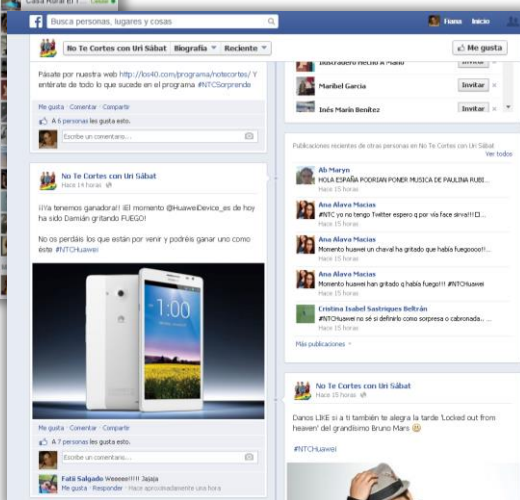 Casa Rural El T...
Busca personas, lugares y cosas
Fiama Inicio
No Te Cortes con Uri Sábat Biografía Reciente
Me gusta
Pásate por nuestra web http://los40.com/programa/notecortes/ Y
entérate de todo lo que sucede en el programa #NTCSorprende
Me gusta · Comentar · Compartir
A 6 personas les gusta esto.
Escribe un comentario...
No Te Cortes con Uri Sábat
Hace 14 horas
¡¡Ya tenemos ganadora!! ¡El momento @HuaweiDevice_es de hoy
ha sido Damián gritando FUEGO!
No os perdáis los que están por venir y podréis ganar uno como
éste #NTCHuawei
1:00
Me gusta · Comentar · Compartir
A 7 personas les gusta esto.
Escribe un comentario...
Fatii Salgado Weeeee!!!!! Jajaja
Me gusta · Responder · Hace aproximadamente una hora
Invitar
Maribel Garcia Invitar
Inés Marín Benítez Invitar
Publicaciones recientes de otras personas en No Te Cortes con Uri Sábat
Ver todos
Ab Maryn
HOLA ESPAÑA PODRIAN PONER MUSICA DE PAULINA RUBI...
Hace 15 horas
Ana Alava Macias
#NTC yo no tengo Twitter espero q por vía face sirva!!!
Hace 15 horas
Ana Alava Macias
Momento huawei un chaval ha gritado que había fuegoooo!!...
Hace 15 horas
Ana Alava Macias
Momento huawei han gritado q había fuego!!! #NTCHuawei
Hace 15 horas
Cristina Isabel Sastriques Beltrán
#NTCHuawei no sé si definirlo como sorpresa o cabronada...
Hace 15 horas
Más publicaciones
No Te Cortes con Uri Sábat
Hace 15 horas
Danos LIKE si a ti también te alegra la tarde 'Locked out from
heaven' del grandísimo Bruno Mars
#NTCHuawei